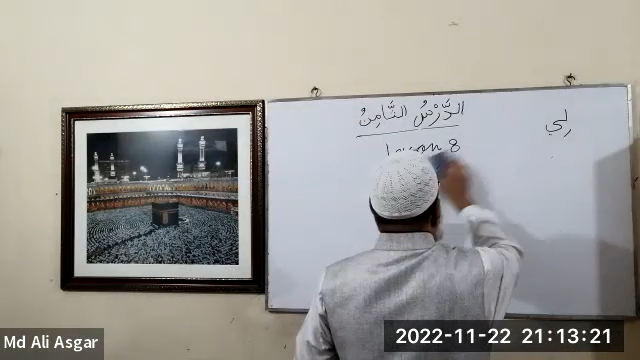 الدَّرْسُ الثَّامِنُ
لِي
Lesson 8
Md Ali Asgar
2022-11-22 21:13:21